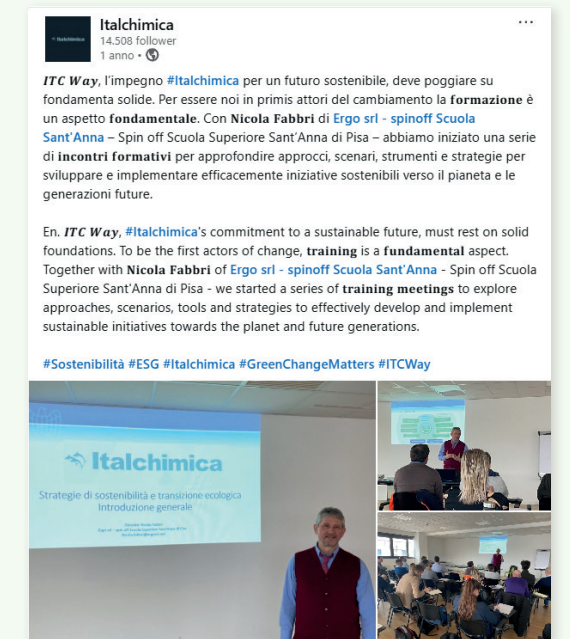 Italchimica
14.508 follower
1 anno •
ITC Way, l'impegno #Italchimica per un futuro sostenibile, deve poggiare su
fondamenta solide. Per essere noi in primis attori del cambiamento la formazione è
un aspetto fondamentale. Con Nicola Fabbri di Ergo srl - spinoff Scuola
Sant'Anna – Spin off Scuola Superiore Sant'Anna di Pisa – abbiamo iniziato una serie
di incontri formativi per approfondire approcci, scenari, strumenti e strategie per
sviluppare e implementare efficacemente iniziative sostenibili verso il pianeta e le
generazioni future.
En. ITC Way, #Italchimica's commitment to a sustainable future, must rest on solid
foundations. To be the first actors of change, training is a fundamental aspect.
Together with Nicola Fabbri of Ergo srl - spinoff Scuola Sant'Anna - Spin off Scuola
Superiore Sant'Anna di Pisa - we started a series of training meetings to explore
approaches, scenarios, tools and strategies to effectively develop and implement
sustainable initiatives towards the planet and future generations.
#Sostenibilità #ESG #Italchimica #GreenChangeMatters #ITCWay
Italchimica
Strategie di sostenibilità e transizione ecologica
Introduzione generale